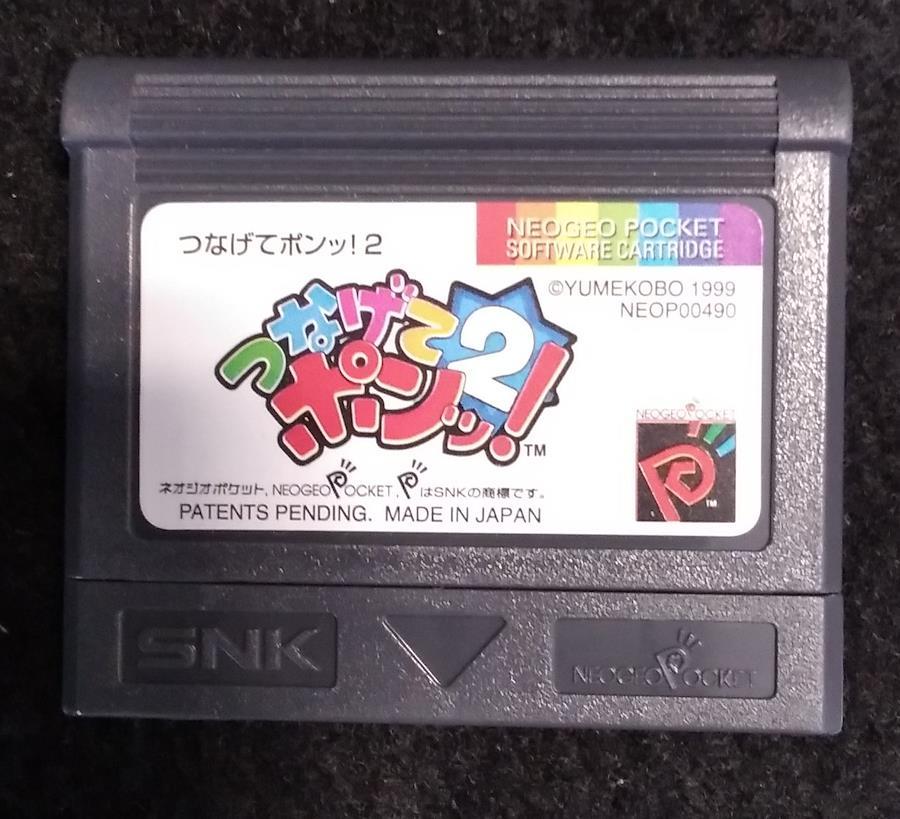 つなげてポンッ!2
NEOGEO POCKET
SOFTWARE CARTRIDGE
©YUMEKOBO 1999
NEOP00490
つなげて
ポンッ!2
TM
NEOGEO POCKET
P
TM
ネオジオポケット, NEOGEO POCKET, P はSNKの商標です。
PATENTS PENDING. MADE IN JAPAN
SNK
NEOGEO POCKET